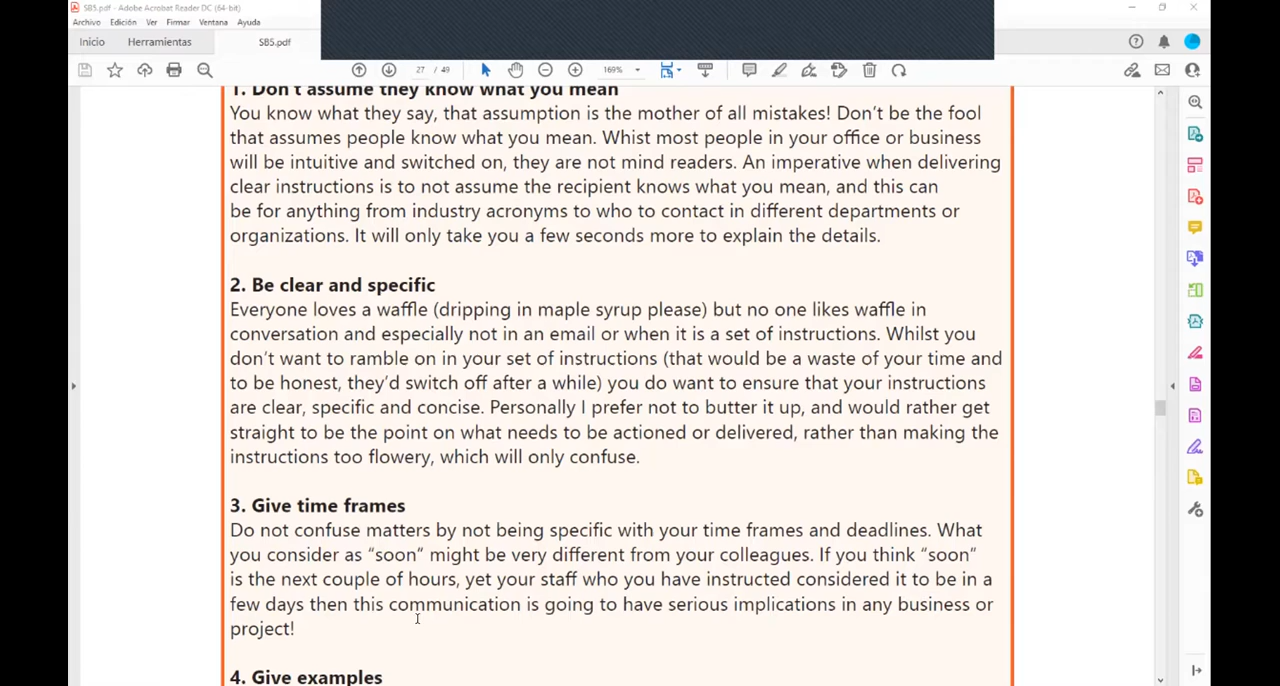 SB5.pdf - Adobe Acrobat Reader DC (64-bit)
Archivo Edición Ver Firmar Ventana Ayuda
Inicio Herramientas SB5.pdf
27 / 49 169%
1. Don't assume they know what you mean
You know what they say, that assumption is the mother of all mistakes! Don't be the fool
that assumes people know what you mean. Whist most people in your office or business
will be intuitive and switched on, they are not mind readers. An imperative when delivering
clear instructions is to not assume the recipient knows what you mean, and this can
be for anything from industry acronyms to who to contact in different departments or
organizations. It will only take you a few seconds more to explain the details.
2. Be clear and specific
Everyone loves a waffle (dripping in maple syrup please) but no one likes waffle in
conversation and especially not in an email or when it is a set of instructions. Whilst you
don't want to ramble on in your set of instructions (that would be a waste of your time and
to be honest, they'd switch off after a while) you do want to ensure that your instructions
are clear, specific and concise. Personally I prefer not to butter it up, and would rather get
straight to be the point on what needs to be actioned or delivered, rather than making the
instructions too flowery, which will only confuse.
3. Give time frames
Do not confuse matters by not being specific with your time frames and deadlines. What
you consider as “soon” might be very different from your colleagues. If you think “soon”
is the next couple of hours, yet your staff who you have instructed considered it to be in a
few days then this communication is going to have serious implications in any business or
project!
4. Give examples